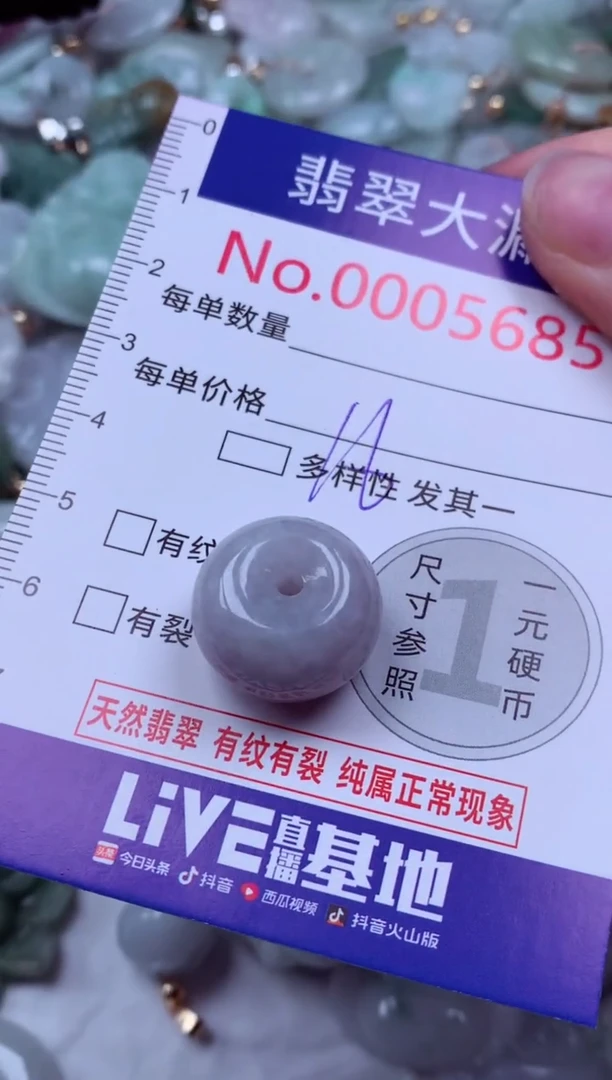 0
翡翠大源
1
No.0005685
2
每单数量
3
每单价格
4
多样性 发其一
5
有纹
尺寸参照
1
一元硬币
6
有裂
天然翡翠 有纹有裂 纯属正常现象
LiVE直播基地
头条 今日头条 抖音 西瓜视频 抖音火山版